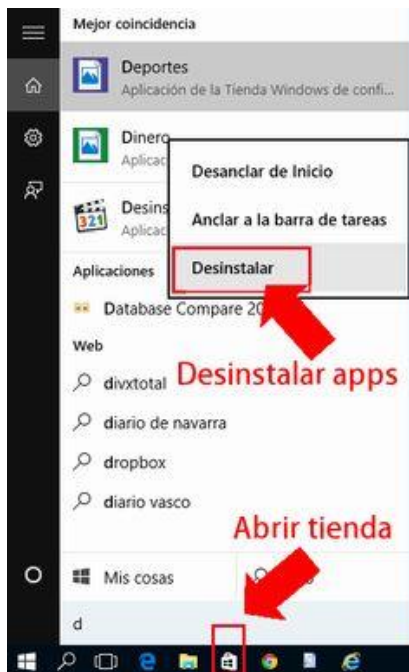 Mejor coincidencia
Deportes
Aplicación de la Tienda Windows de confi...
Dinero
Aplicac
Desins
Aplicac
321
Desanclar de Inicio
Anclar a la barra de tareas
Desinstalar
Aplicaciones
Database Compare 20
Web
divxtotal
Desinstalar apps
diario de navarra
dropbox
diario vasco
Abrir tienda
Mis cosas
d